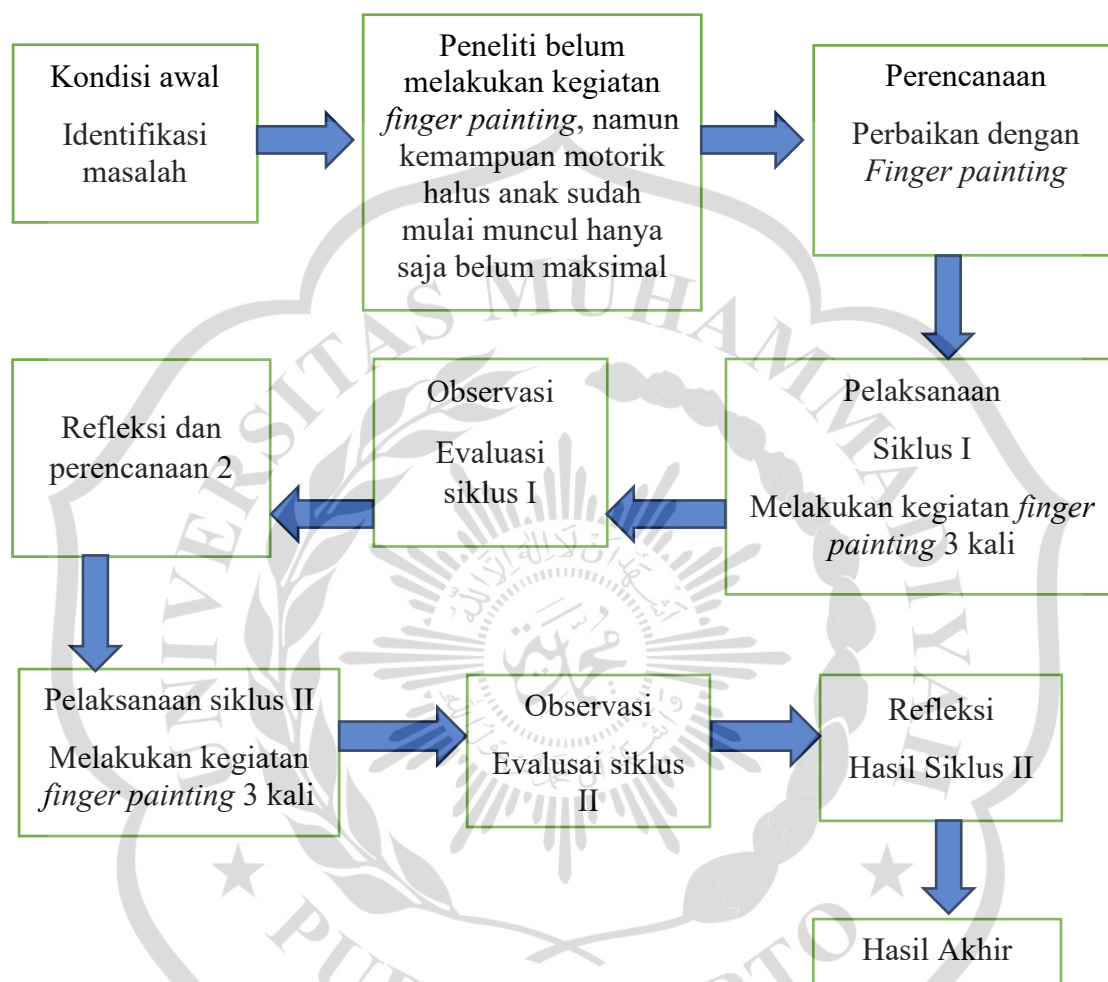 Kondisi awal
Identifikasi
masalah
Peneliti belum
melakukan kegiatan
finger painting, namun
kemampuan motorik
halus anak sudah
mulai muncul hanya
saja belum maksimal
Perencanaan
Perbaikan dengan
Finger painting
Pelaksanaan
Siklus I
Melakukan kegiatan finger
painting 3 kali
Observasi
Evaluasi
siklus I
Refleksi dan
perencanaan 2
Pelaksanaan siklus II
Melakukan kegiatan
finger painting 3 kali
Observasi
Evalusai siklus
II
Refleksi
Hasil Siklus II
Hasil Akhir
UNIVERSITAS MUHAMMADIYAH